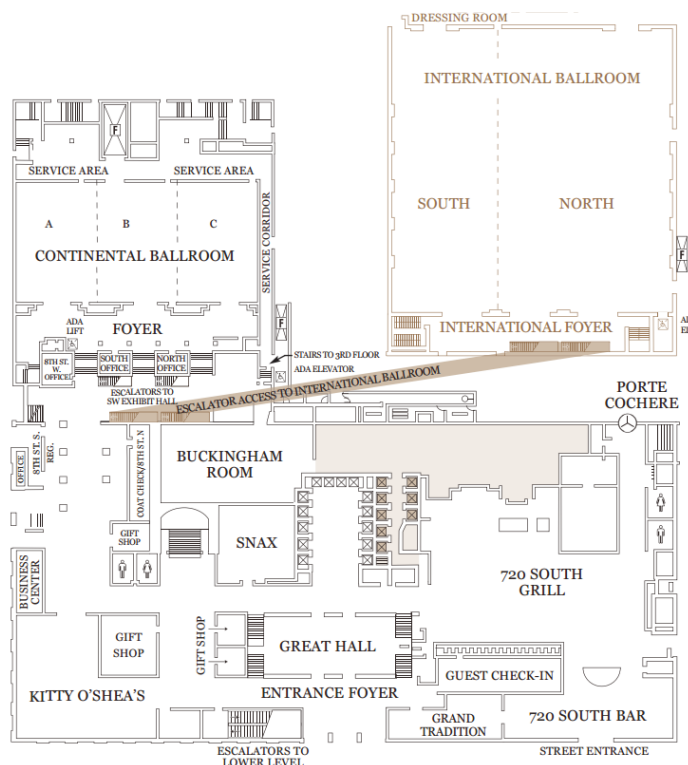 DRESSING ROOM
INTERNATIONAL BALLROOM
SOUTH
NORTH
INTERNATIONAL FOYER
F
F
SERVICE AREA
SERVICE AREA
A
B
C
CONTINENTAL BALLROOM
SERVICE CORRIDOR
F
ADA
LIFT
FOYER
8TH ST.
W.
OFFICE
SOUTH
OFFICE
NORTH
OFFICE
STAIRS TO 3RD FLOOR
ADA ELEVATOR
ESCALATORS TO
SW EXHIBIT HALL
ESCALATOR ACCESS TO INTERNATIONAL BALLROOM
PORTE
COCHERE
OFFICE
8TH ST. S.
REG.
COAT CHECK/8TH ST. N
BUCKINGHAM
ROOM
GIFT
SHOP
SNAX
BUSINESS
CENTER
720 SOUTH
GRILL
GIFT
SHOP
GIFT SHOP
GREAT HALL
KITTY O'SHEA'S
ENTRANCE FOYER
GUEST CHECK-IN
GRAND
TRADITION
720 SOUTH BAR
ESCALATORS TO
LOWER LEVEL
STREET ENTRANCE